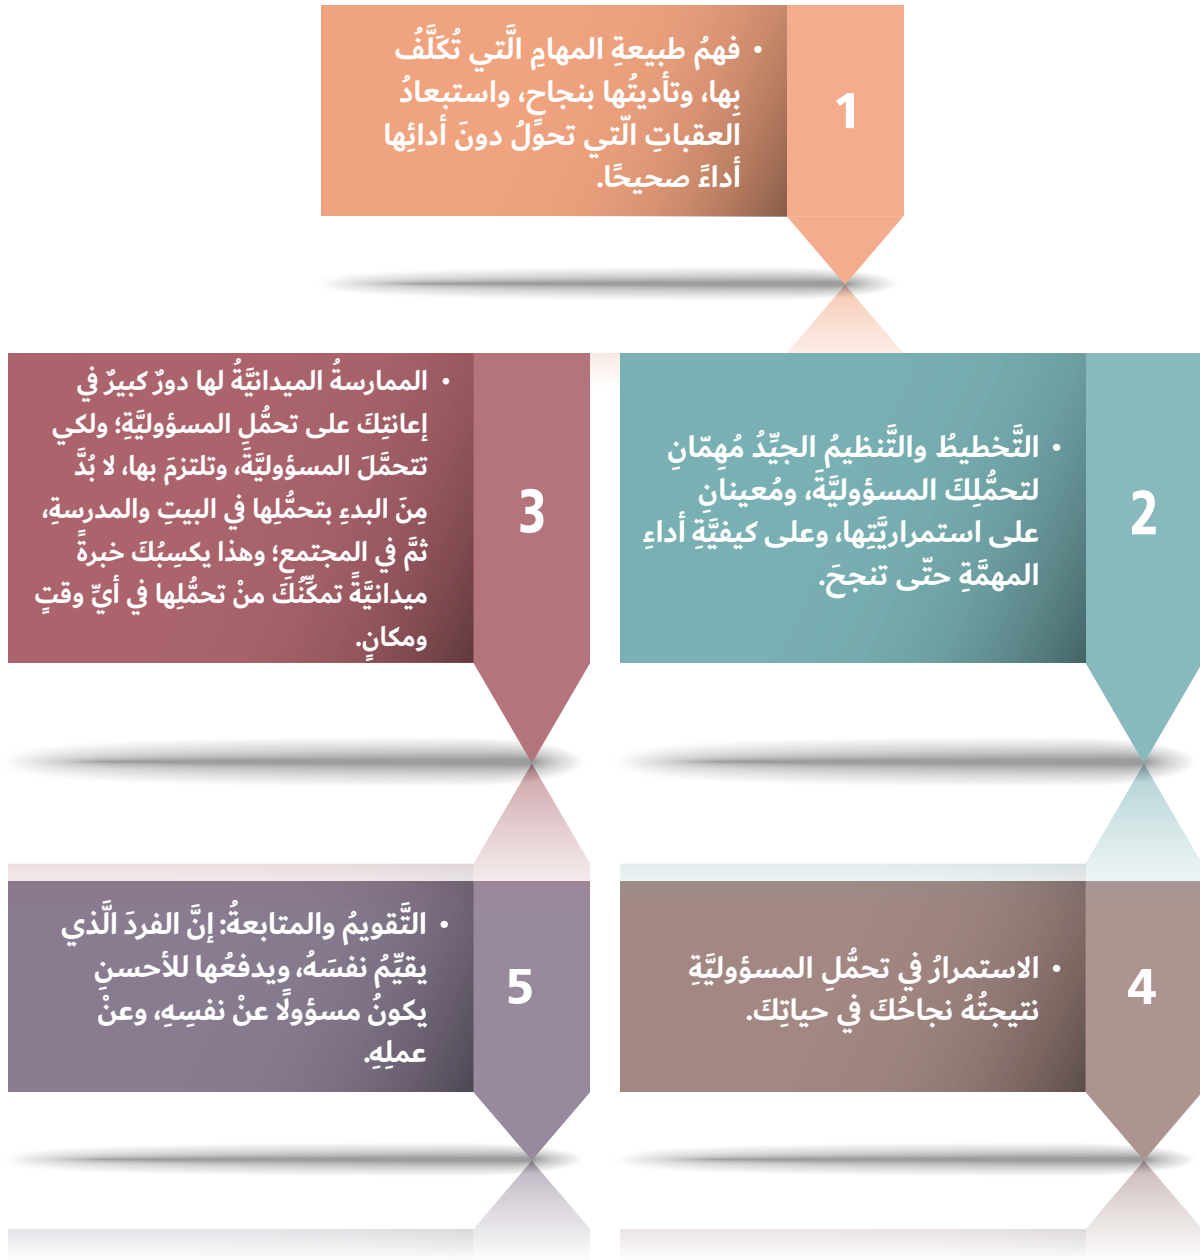 1
• فهمُ طبيعةِ المهامِ الَّتي تُكَلَّفُ
بِها، وتأديتُها بنجاحٍ، واستبعادُ
العقباتِ الّتي تحوّلُ دونَ أدائِها
أداءً صحيحًا.
2
• التَّخطيطُ والتَّنظيمُ الجيِّدُ مُهِمّانِ
لتحمُّلِكَ المسؤوليَّةَ، ومُعينانِ
على استمراريَّتِها، وعلى كيفيَّةِ أداءِ
المهمَّةِ حتّى تنجحَ.
3
• الممارسةُ الميدانيَّةُ لها دورٌ كبيرٌ في
إعانتِكَ على تحمُّلِ المسؤوليَّةِ؛ ولكي
تتحمَّلَ المسؤوليَّةَ، وتلتزمَ بها، لا بُدَّ
مِنَ البدءِ بتحمُّلِها في البيتِ والمدرسةِ،
ثمَّ في المجتمعِ؛ وهذا يكسِبُكَ خبرةً
ميدانيَّةً تمكِّنُكَ منْ تحمُّلِها في أيِّ وقتٍ
ومكانٍ.
4
• الاستمرارُ في تحمُّلِ المسؤوليَّةِ
نتيجتُهُ نجاحُكَ في حياتِكَ.
5
• التَّقويمُ والمتابعةُ: إنَّ الفردَ الَّذي
يقيِّمُ نفسَهُ، ويدفعُها للأحسنِ
يكونُ مسؤولًا عنْ نفسِهِ، وعنْ
عملِهِ.